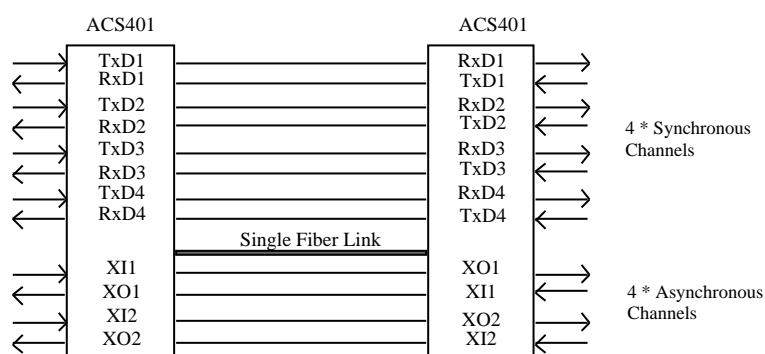 ACS401
ACS401
TxD1
RxD1
TxD2
RxD2
TxD3
RxD3
TxD4
RxD4
XI1
XO1
XI2
XO2
Single Fiber Link
RxD1
TxD1
RxD2
TxD2
RxD3
TxD3
RxD4
TxD4
XO1
XI1
XO2
XI2
4 * Synchronous
Channels
4 * Asynchronous
Channels